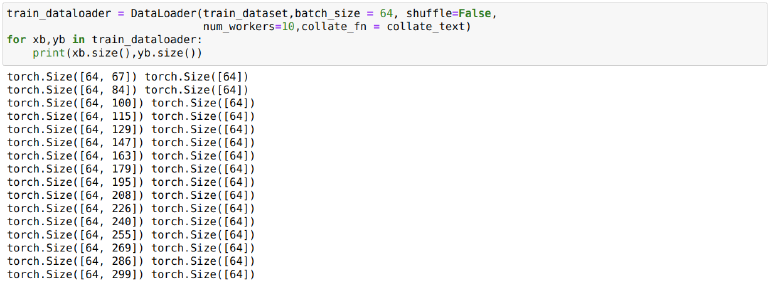 train_dataloader = DataLoader(train_dataset,batch_size = 64, shuffle=False,
num_workers=10,collate_fn = collate_text)
for xb,yb in train_dataloader:
print(xb.size(),yb.size())
torch.Size([64, 67]) torch.Size([64])
torch.Size([64, 84]) torch.Size([64])
torch.Size([64, 100]) torch.Size([64])
torch.Size([64, 115]) torch.Size([64])
torch.Size([64, 129]) torch.Size([64])
torch.Size([64, 147]) torch.Size([64])
torch.Size([64, 163]) torch.Size([64])
torch.Size([64, 179]) torch.Size([64])
torch.Size([64, 195]) torch.Size([64])
torch.Size([64, 208]) torch.Size([64])
torch.Size([64, 226]) torch.Size([64])
torch.Size([64, 240]) torch.Size([64])
torch.Size([64, 255]) torch.Size([64])
torch.Size([64, 269]) torch.Size([64])
torch.Size([64, 286]) torch.Size([64])
torch.Size([64, 299]) torch.Size([64])